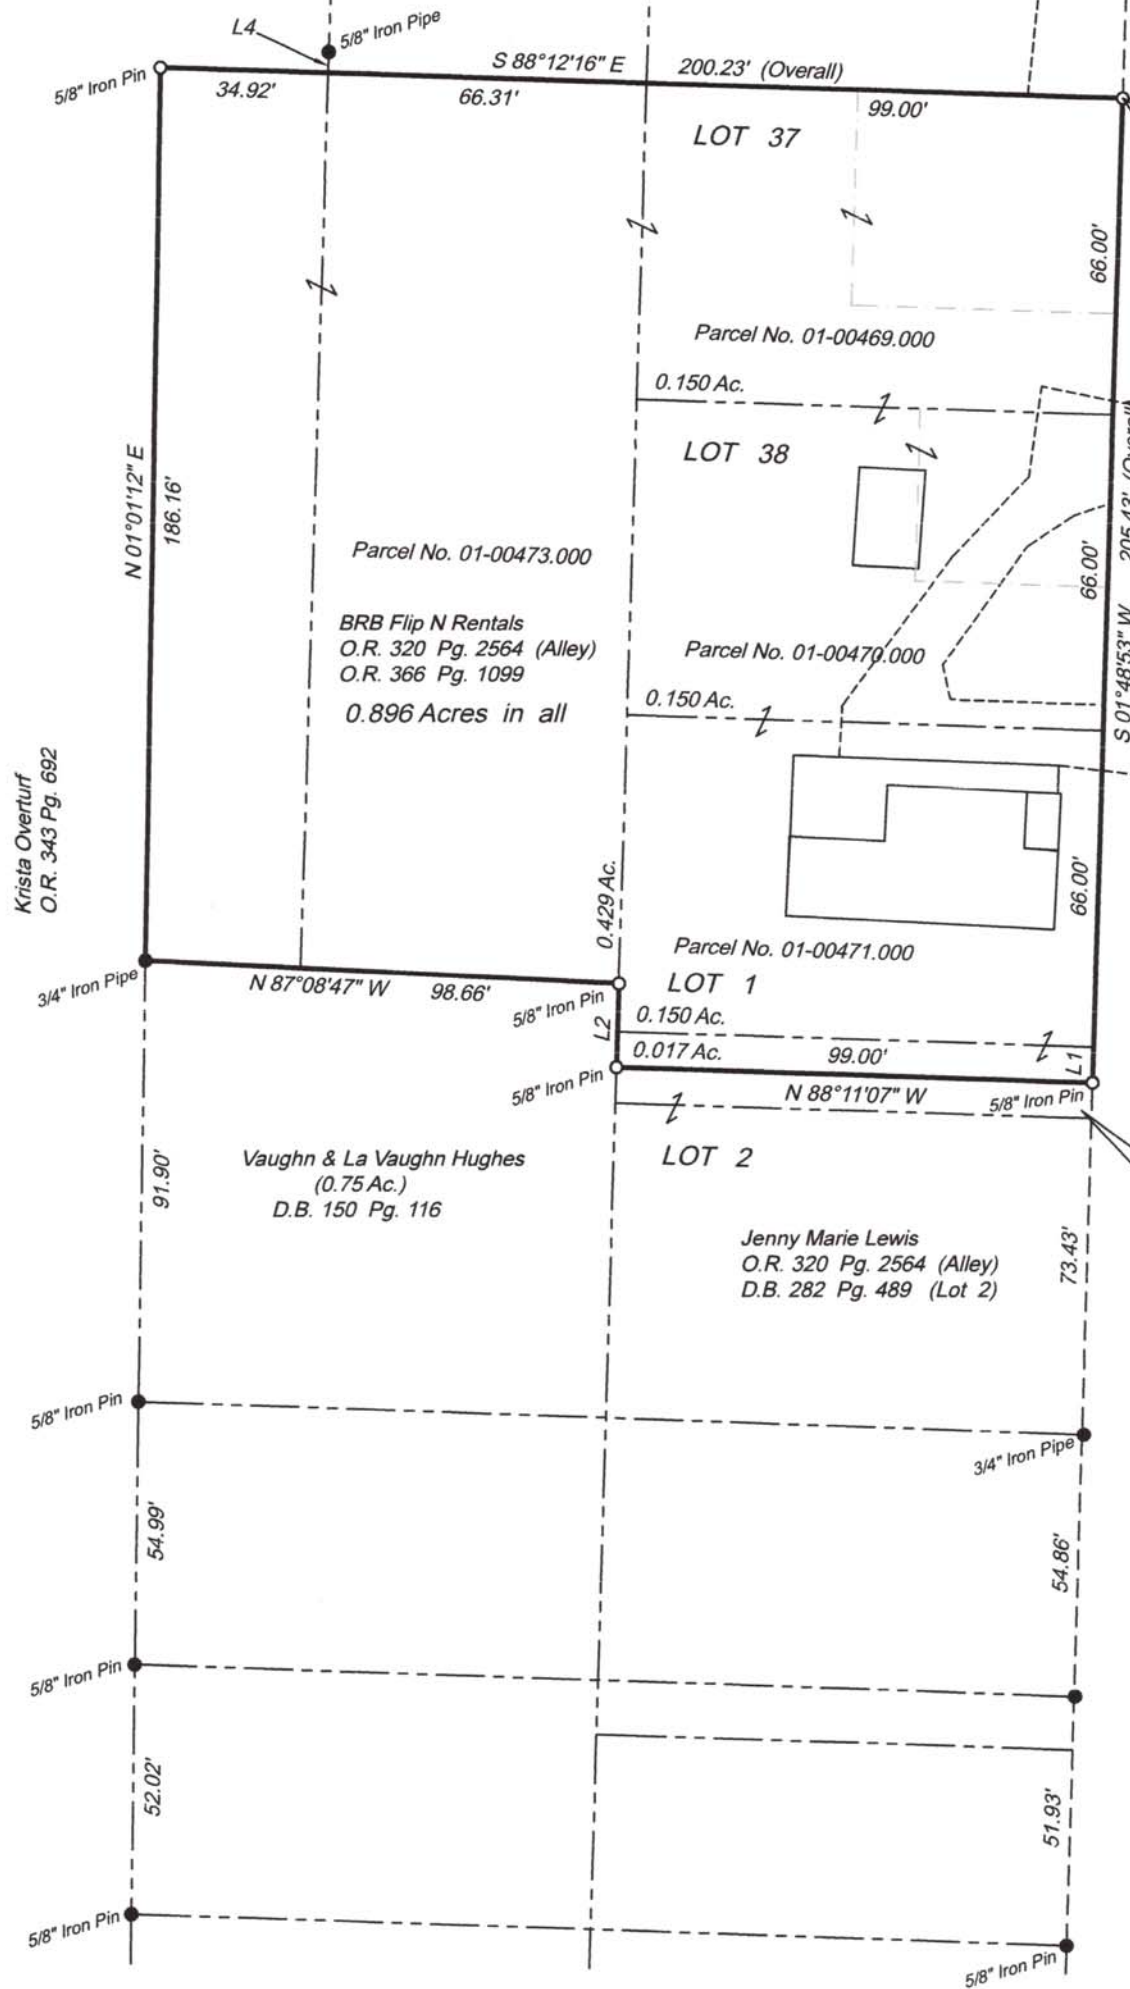 L4
5/8" Iron Pipe
5/8" Iron Pin
S 88°12'16" E 200.23' (Overall)
34.92'
66.31'
99.00'
LOT 37
66.00'
Parcel No. 01-00469.000
0.150 Ac.
LOT 38
N 01°01'12" E
186.16'
Parcel No. 01-00473.000
66.00'
S 01°48'53" W 205.43' (Overall)
BRB Flip N Rentals
O.R. 320 Pg. 2564 (Alley)
O.R. 366 Pg. 1099
0.896 Acres in all
Parcel No. 01-00470.000
0.150 Ac.
Krista Overturf
O.R. 343 Pg. 692
0.429 Ac.
66.00'
Parcel No. 01-00471.000
3/4" Iron Pipe
N 87°08'47" W 98.66'
5/8" Iron Pin
LOT 1
L2
0.150 Ac.
0.017 Ac.
99.00'
L1
5/8" Iron Pin
N 88°11'07" W
5/8" Iron Pin
LOT 2
91.90'
Vaughn & La Vaughn Hughes
(0.75 Ac.)
D.B. 150 Pg. 116
Jenny Marie Lewis
O.R. 320 Pg. 2564 (Alley)
D.B. 282 Pg. 489 (Lot 2)
73.43'
5/8" Iron Pin
3/4" Iron Pipe
54.99'
54.86'
5/8" Iron Pin
52.02'
51.93'
5/8" Iron Pin
5/8" Iron Pin